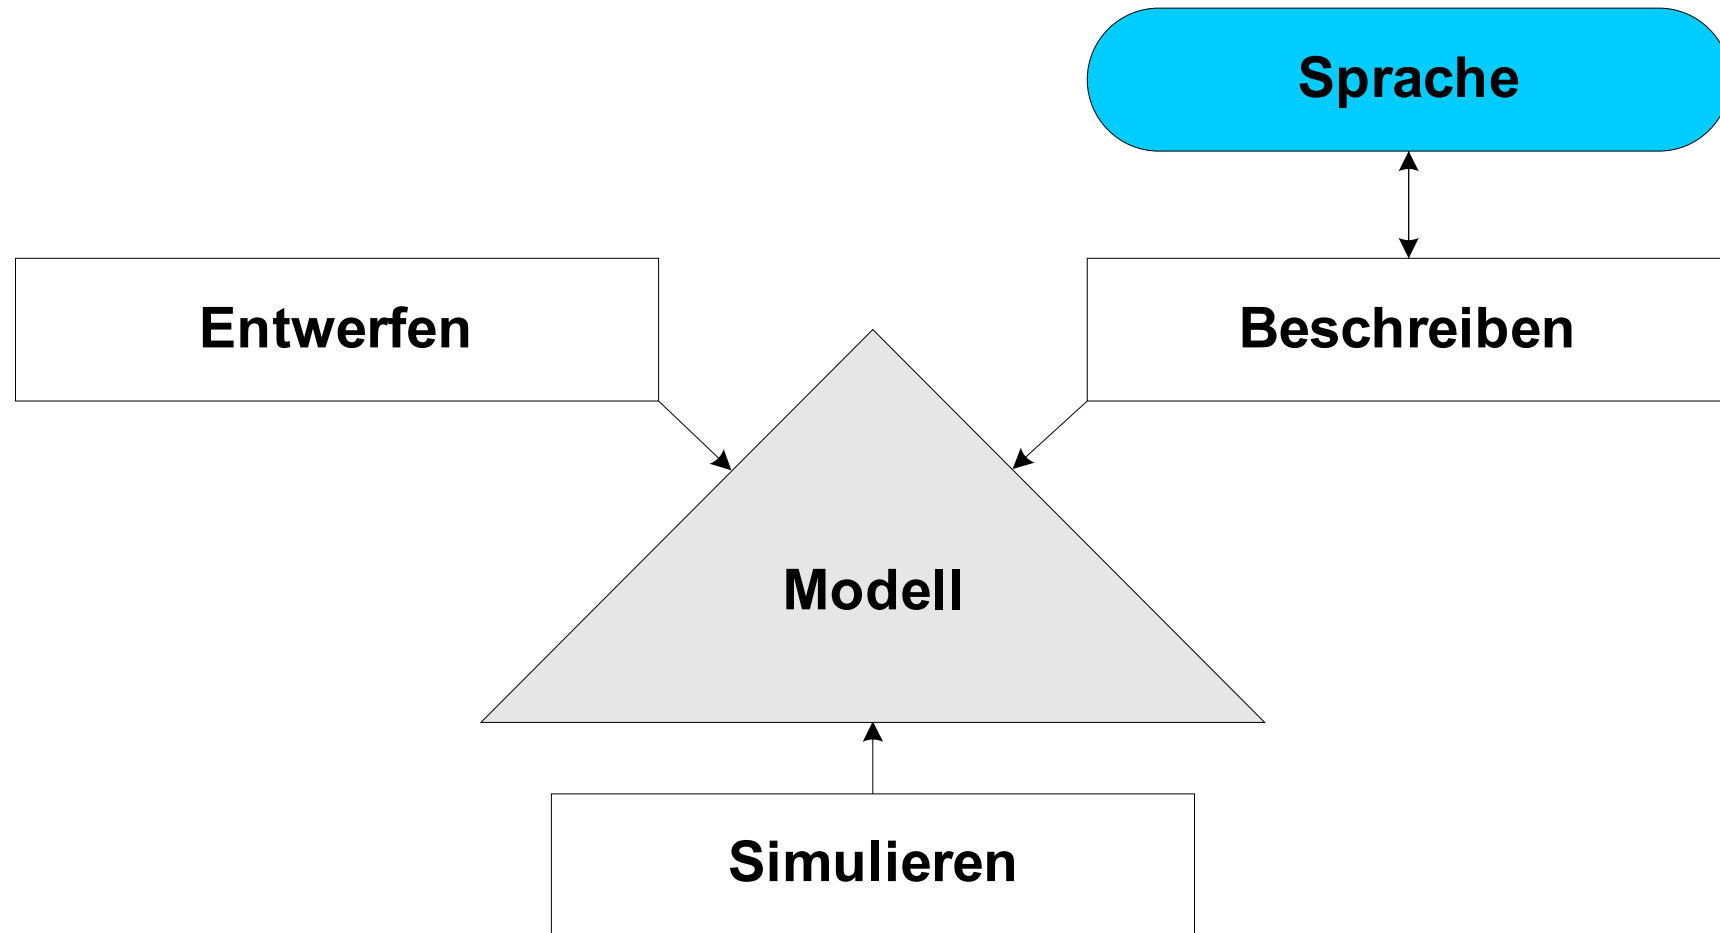 Sprache
Entwerfen
Beschreiben
Modell
Simulieren